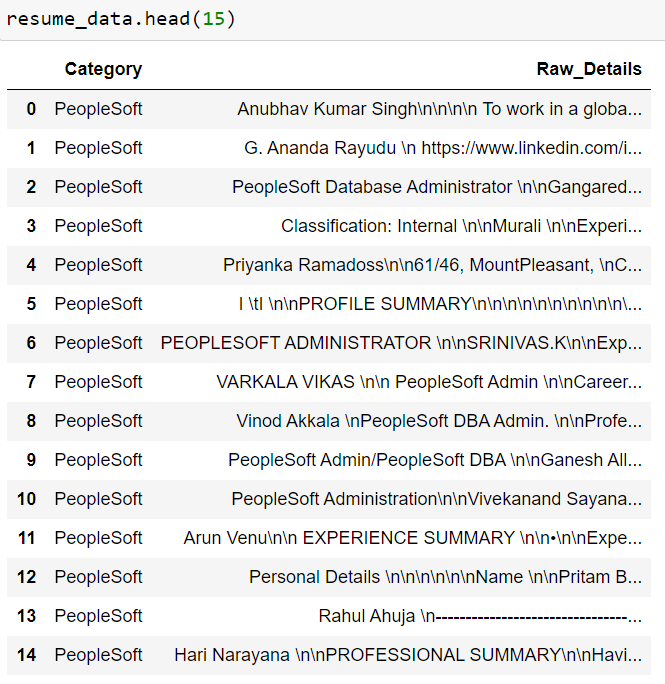 resume_data.head(15)
Category Raw_Details
0 PeopleSoft Anubhav Kumar Singh\n\n\n\n To work in a globa...
1 PeopleSoft G. Ananda Rayudu \n https://www.linkedin.com/i...
2 PeopleSoft PeopleSoft Database Administrator \n\nGangared...
3 PeopleSoft Classification: Internal \n\nMurali \n\nExperi...
4 PeopleSoft Priyanka Ramadoss\n\n61/46, MountPleasant, \nC...
5 PeopleSoft I \tI \n\nPROFILE SUMMARY\n\n\n\n\n\n\n\n\n\...
6 PeopleSoft PEOPLESOFT ADMINISTRATOR \n\nSRINIVAS.K\n\nExp...
7 PeopleSoft VARKALA VIKAS \n\n PeopleSoft Admin \n\nCareer...
8 PeopleSoft Vinod Akkala \nPeopleSoft DBA Admin. \n\nProfe...
9 PeopleSoft PeopleSoft Admin/PeopleSoft DBA \n\nGanesh All...
10 PeopleSoft PeopleSoft Administration\n\nVivekanand Sayana...
11 PeopleSoft Arun Venu\n\n EXPERIENCE SUMMARY \n\n•\n\nExpe...
12 PeopleSoft Personal Details \n\n\n\n\n\nName \n\nPritam B...
13 PeopleSoft Rahul Ahuja \n--------------------------------...
14 PeopleSoft Hari Narayana \n\nPROFESSIONAL SUMMARY\n\nHavi...